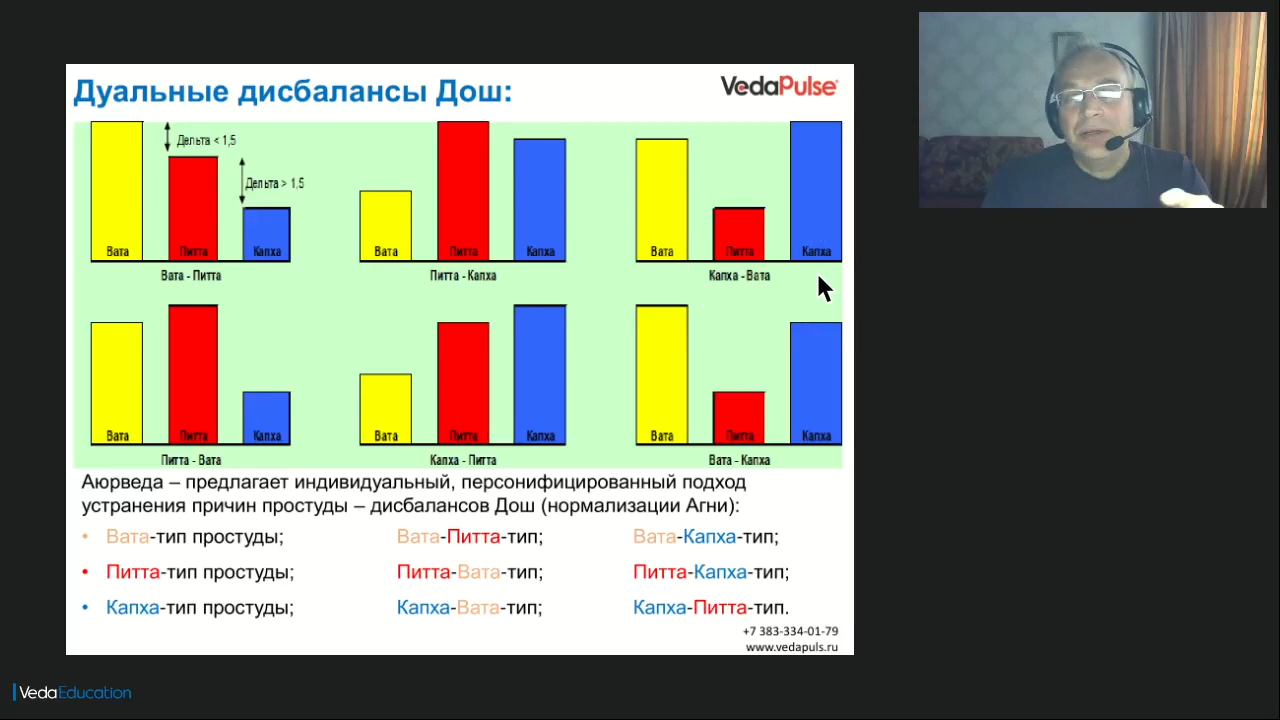 Дуальные дисбалансы Дош:
VedaPulse
Дельта < 1,5
Дельта > 1,5
Вата Питта Капха
Вата - Питта
Вата Питта Капха
Питта - Капха
Вата Питта Капха
Капха - Вата
Вата Питта Капха
Питта - Вата
Вата Питта Капха
Капха - Питта
Вата Питта Капха
Вата - Капха
Аюрведа – предлагает индивидуальный, персонифицированный подход
устранения причин простуды – дисбалансов Дош (нормализации Агни):
• Вата-тип простуды; Вата-Питта-тип; Вата-Капха-тип;
• Питта-тип простуды; Питта-Вата-тип; Питта-Капха-тип;
• Капха-тип простуды; Капха-Вата-тип; Капха-Питта-тип.
+7 383-334-01-79
www.vedapuls.ru
VedaEducation